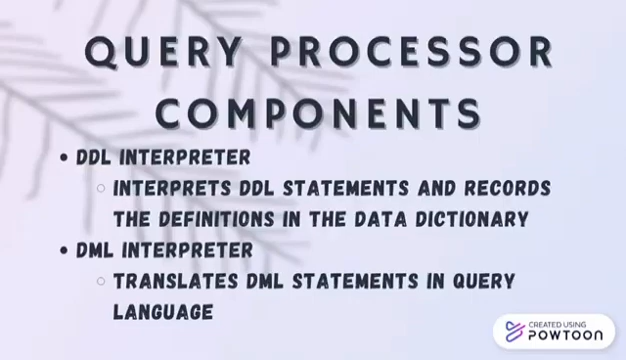 QUERY PROCESSOR
COMPONENTS
• DDL INTERPRETER
○ INTERPRETS DDL STATEMENTS AND RECORDS
THE DEFINITIONS IN THE DATA DICTIONARY
• DML INTERPRETER
○ TRANSLATES DML STATEMENTS IN QUERY
LANGUAGE
CREATED USING
POWTOON